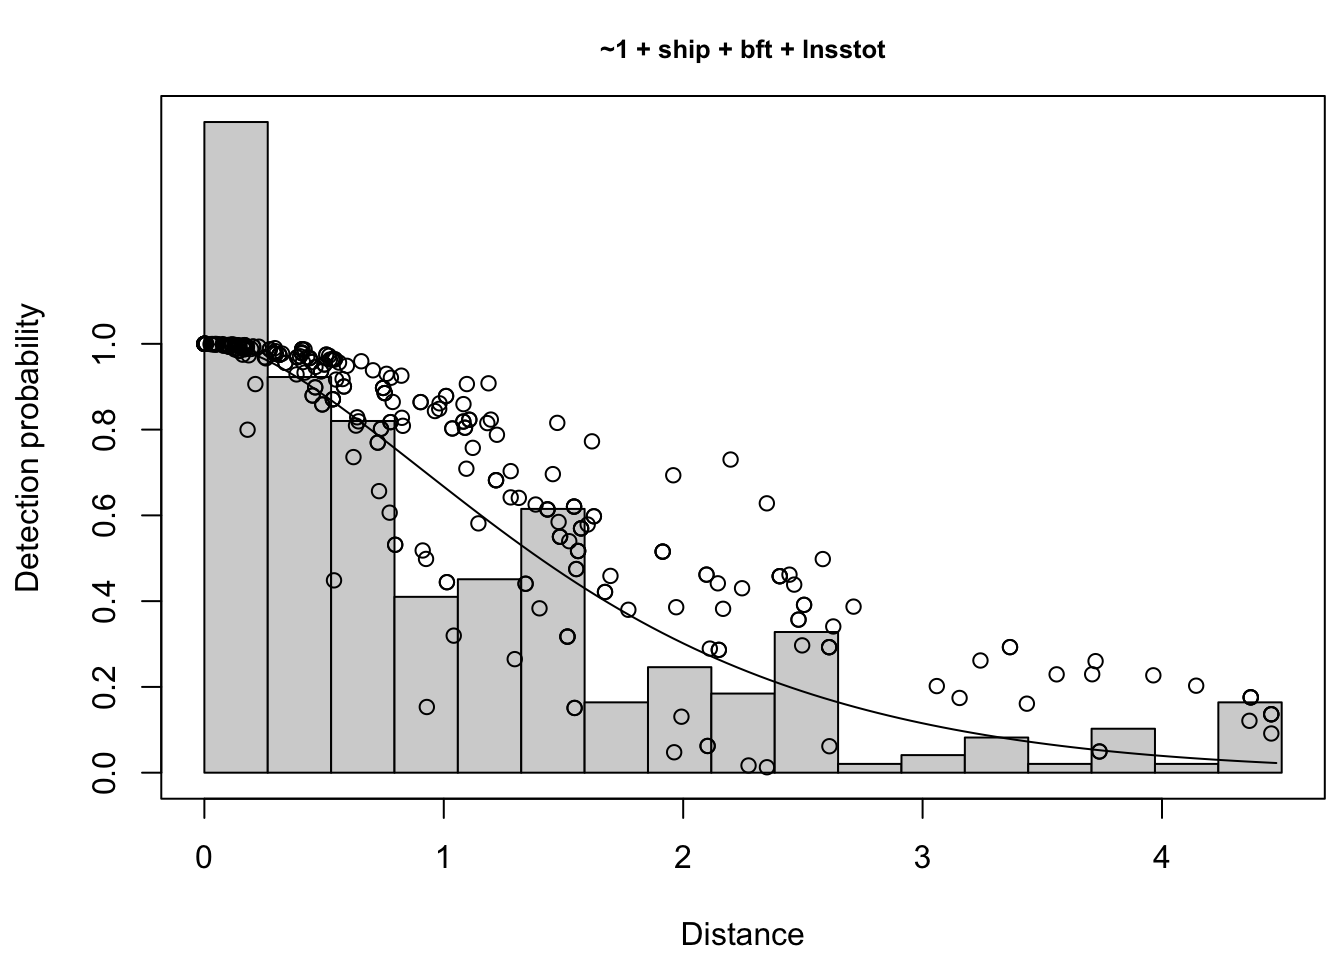 ~1 + ship + bft + lnsstot
Detection probability
1.0
0.8
0.6
0.4
0.2
0.0
0 1 2 3 4
Distance